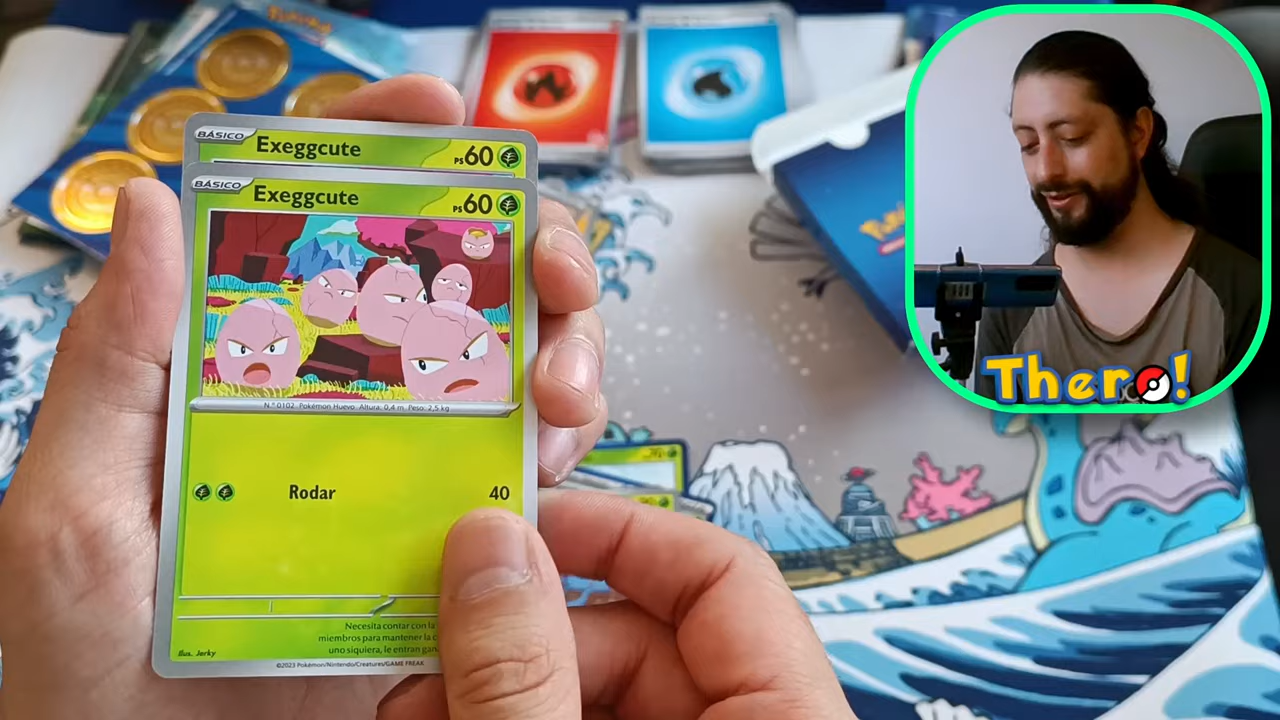 BÁSICO Exeggcute PS60
BÁSICO Exeggcute PS60
N.º 0102 Pokémon Huevo Altura: 0,4 m. Peso: 2,5 kg
Rodar 40
Necesita contar con la
miembros para mantener la
uno siquiera, le entran
Ilus. Jerky
©2023 Pokémon/Nintendo/Creatures/GAME FREAK
Thero!